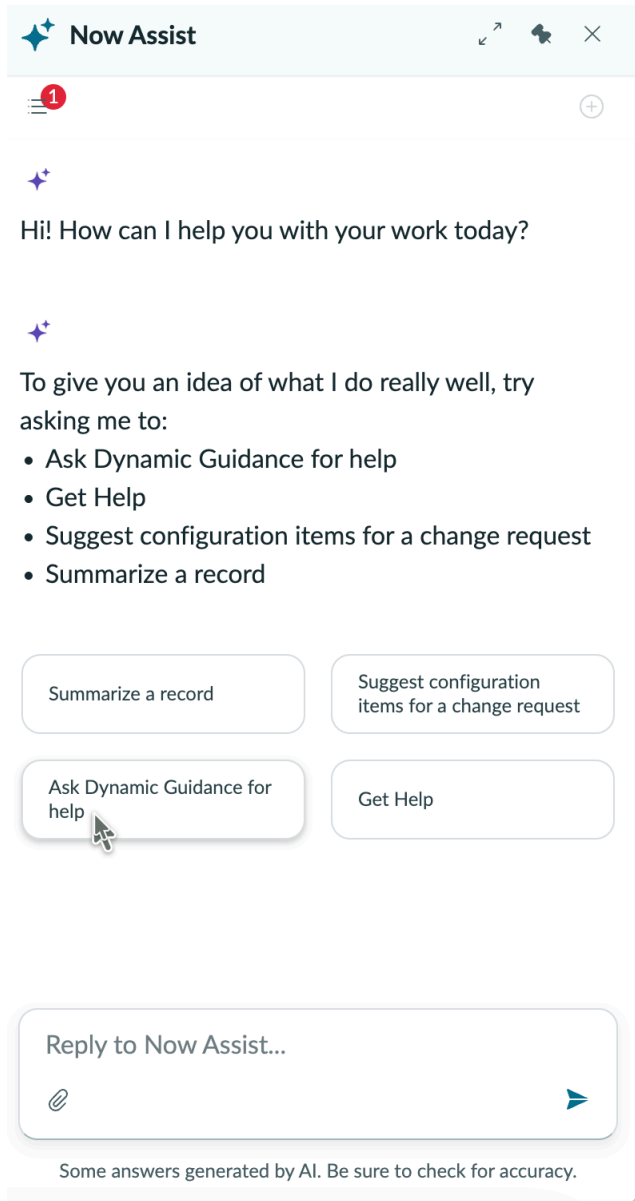 Now Assist
1
Hi! How can I help you with your work today?
To give you an idea of what I do really well, try
asking me to:
• Ask Dynamic Guidance for help
• Get Help
• Suggest configuration items for a change request
• Summarize a record
Summarize a record
Suggest configuration
items for a change request
Ask Dynamic Guidance for
help
Get Help
Reply to Now Assist...
Some answers generated by AI. Be sure to check for accuracy.